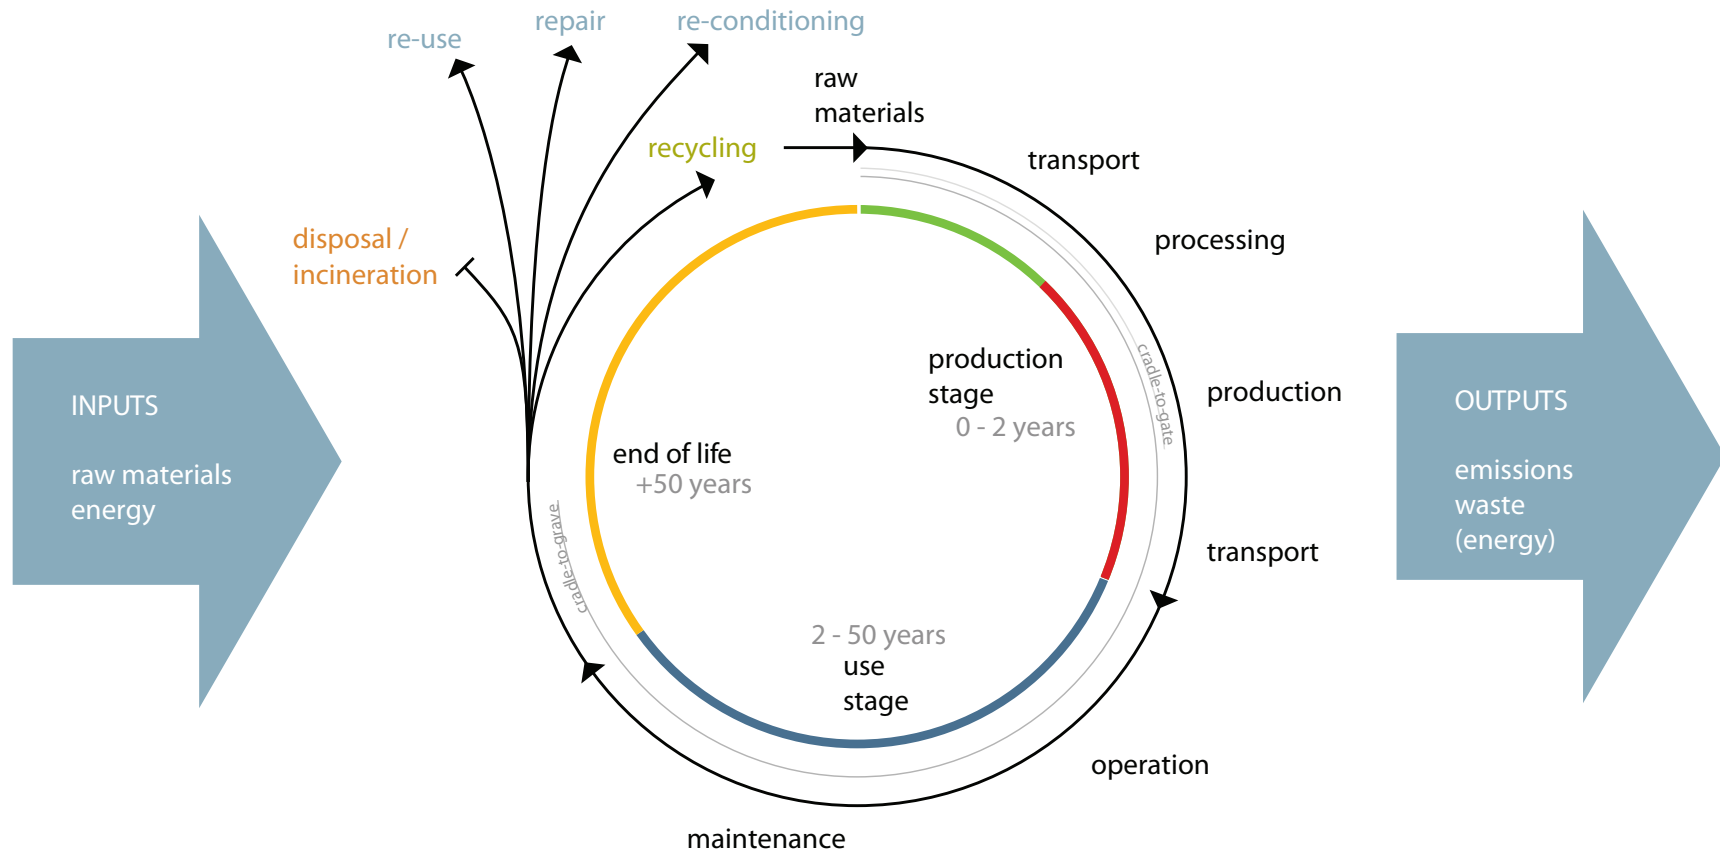 re-use
repair
re-conditioning
raw
materials
recycling
transport
disposal /
incineration
processing
INPUTS
raw materials
energy
production
stage
0 - 2 years
cradle-to-gate
production
OUTPUTS
emissions
waste
(energy)
end of life
+50 years
cradle-to-grave
transport
2 - 50 years
use
stage
operation
maintenance